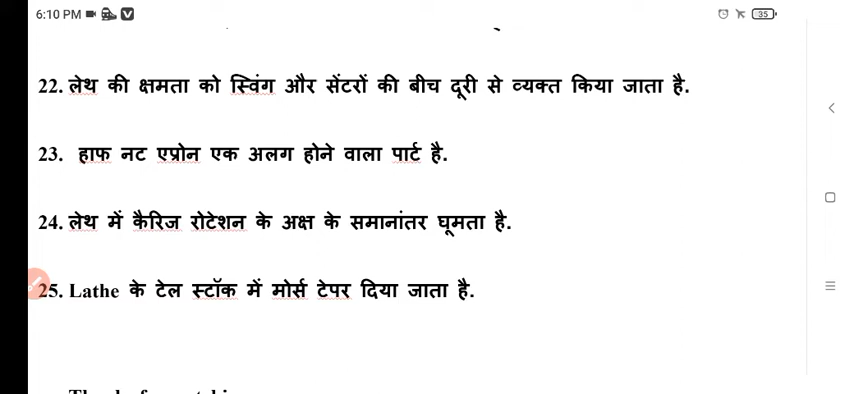 6:10 PM
35
22. लेथ की क्षमता को स्विंग और सेंटरों की बीच दूरी से व्यक्त किया जाता है.
23. हाफ नट एप्रोन एक अलग होने वाला पार्ट है.
24. लेथ में कैरिज रोटेशन के अक्ष के समानांतर घूमता है.
25. Lathe के टेल स्टॉक में मोर्स टेपर दिया जाता है.